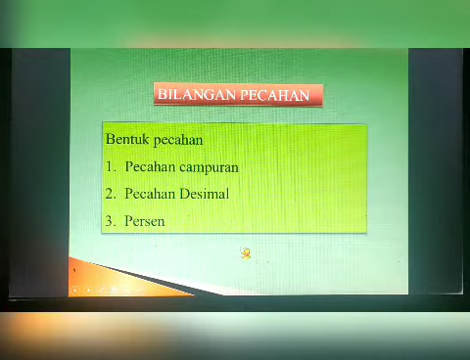 BILANGAN PECAHAN
Bentuk pecahan
1. Pecahan campuran
2. Pecahan Desimal
3. Persen